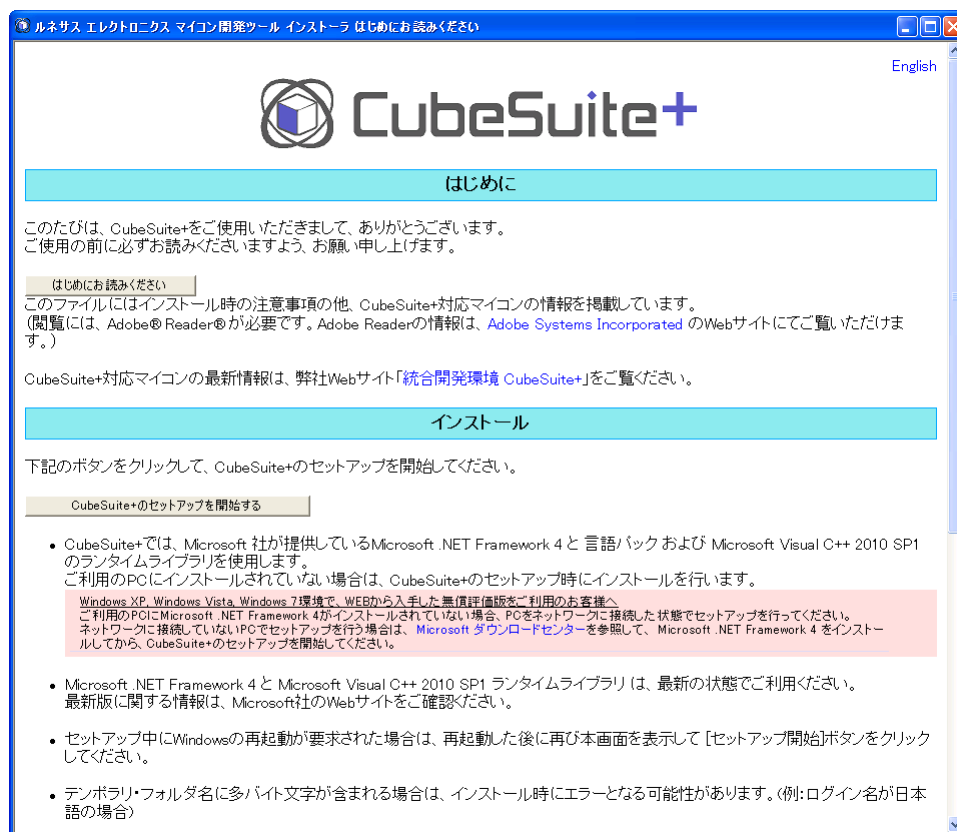 ルネサス エレクトロニクス マイコン開発ツール インストーラ はじめにお読みください
English
CubeSuite+
はじめに
このたびは、CubeSuite+をご使用いただきまして、ありがとうございます。
ご使用の前に必ずお読みくださいますよう、お願い申し上げます。
はじめにお読みください
このファイルにはインストール時の注意事項の他、CubeSuite+対応マイコンの情報を掲載しています。
(閲覧には、Adobe® Reader® が必要です。Adobe Readerの情報は、Adobe Systems Incorporated のWebサイトにてご覧いただけま
す。)
CubeSuite+対応マイコンの最新情報は、弊社Webサイト「統合開発環境 CubeSuite+」をご覧ください。
インストール
下記のボタンをクリックして、CubeSuite+のセットアップを開始してください。
CubeSuite+のセットアップを開始する
• CubeSuite+では、Microsoft 社が提供しているMicrosoft .NET Framework 4 と 言語パック および Microsoft Visual C++ 2010 SP1
のランタイムライブラリを使用します。
ご利用のPCにインストールされていない場合は、CubeSuite+のセットアップ時にインストールを行います。
Windows XP, Windows Vista, Windows 7環境で、WEBから入手した無償評価版をご利用のお客様へ
ご利用のPCにMicrosoft .NET Framework 4がインストールされていない場合、PCをネットワークに接続した状態でセットアップを行ってください。
ネットワークに接続していないPCでセットアップを行う場合は、Microsoft ダウンロードセンターを参照して、Microsoft .NET Framework 4 をインストー
ルしてから、CubeSuite+のセットアップを開始してください。
• Microsoft .NET Framework 4 と Microsoft Visual C++ 2010 SP1 ランタイムライブラリ は、最新の状態でご利用ください。
最新版に関する情報は、Microsoft社のWebサイトをご確認ください。
• セットアップ中にWindowsの再起動が要求された場合は、再起動した後に再び本画面を表示して [セットアップ開始]ボタンをクリック
してください。
• テンポラリ・フォルダ名に多バイト文字が含まれる場合は、インストール時にエラーとなる可能性があります。(例:ログイン名が日本
語の場合)